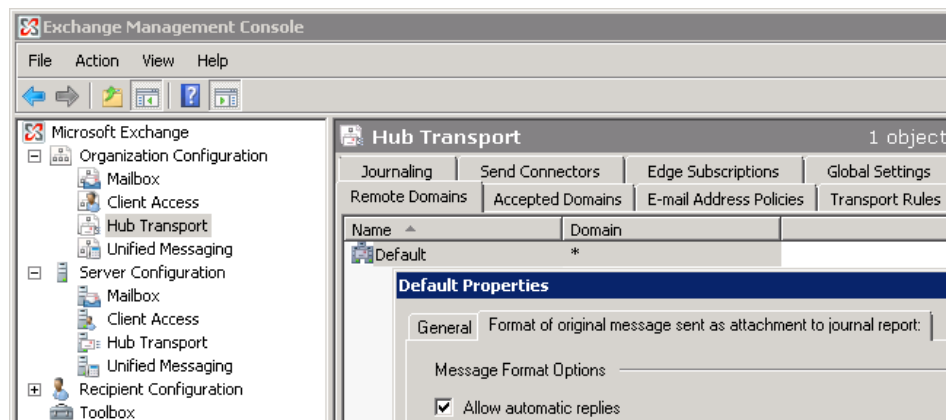 Exchange Management Console
File Action View Help
Microsoft Exchange
Organization Configuration
Mailbox
Client Access
Hub Transport
Unified Messaging
Server Configuration
Mailbox
Client Access
Hub Transport
Unified Messaging
Recipient Configuration
Toolbox
Hub Transport 1 object
Journaling Send Connectors Edge Subscriptions Global Settings
Remote Domains Accepted Domains E-mail Address Policies Transport Rules
Name Domain
Default *
Default Properties
General Format of original message sent as attachment to journal report:
Message Format Options
Allow automatic replies